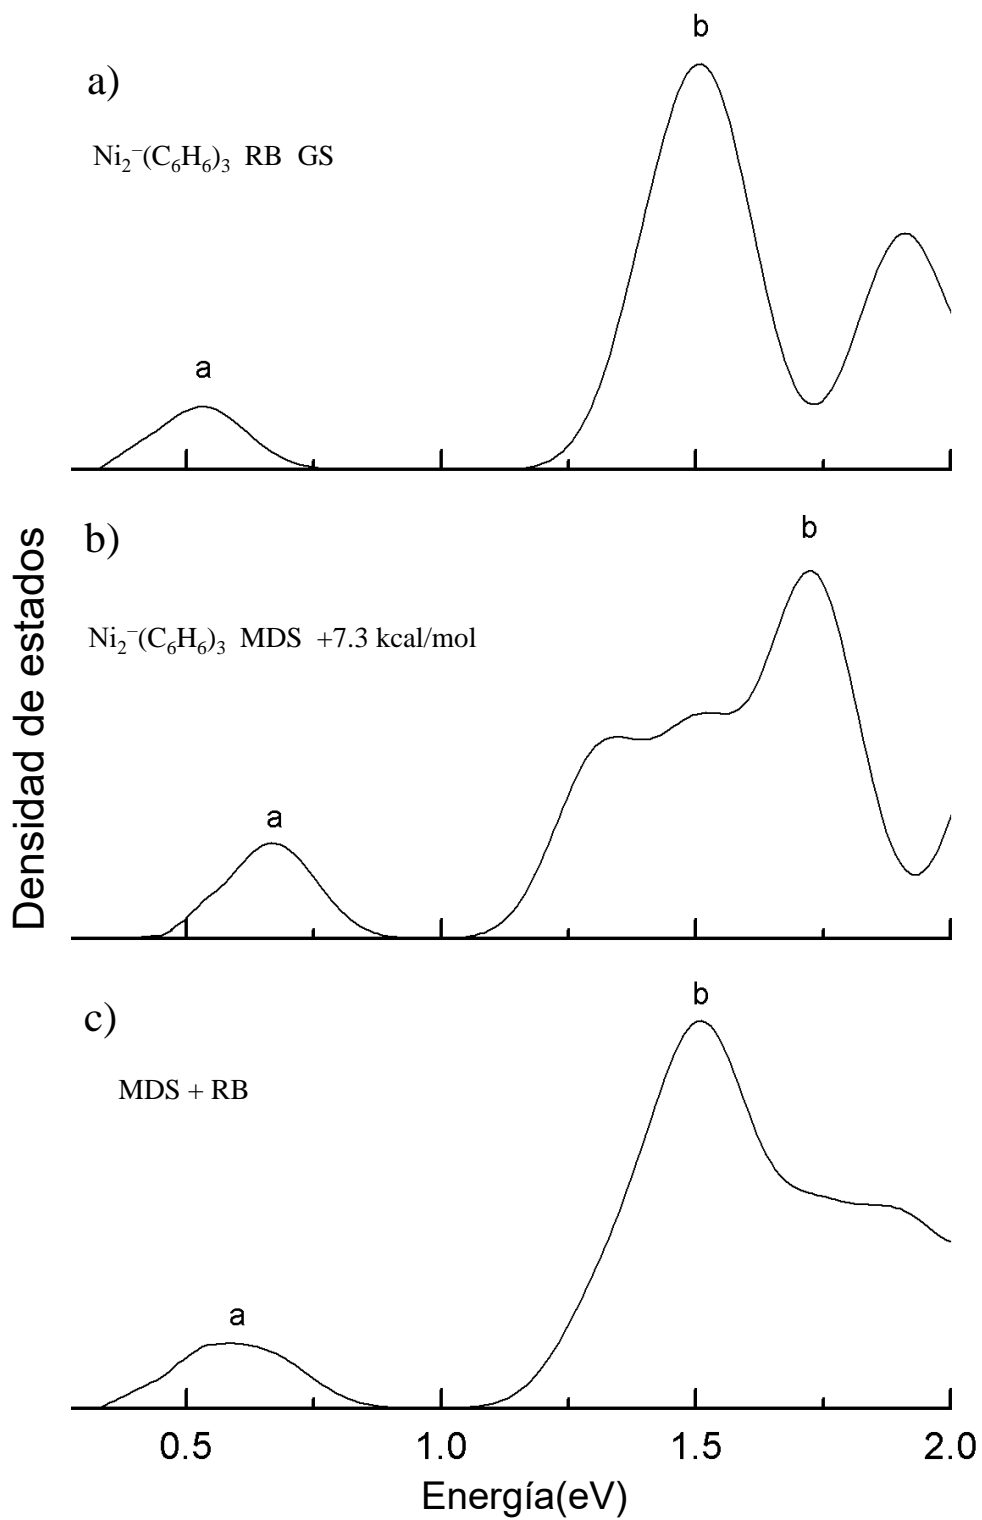 b
a)
Ni₂⁻(C₆H₆)₃ RB GS
a
b
b)
Ni₂⁻(C₆H₆)₃ MDS +7.3 kcal/mol
a
Densidad de estados
b
c)
MDS + RB
a
0.5 1.0 1.5 2.0
Energía(eV)